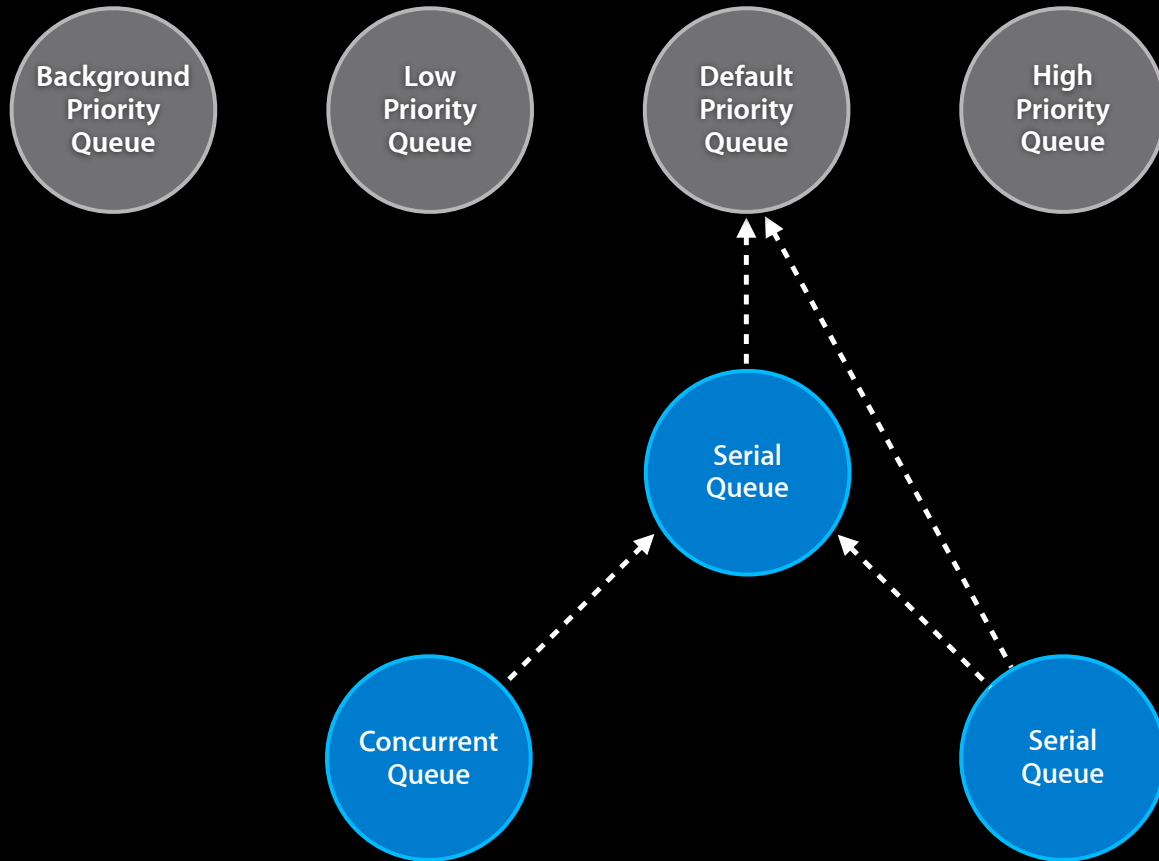 Background
Priority
Queue
Low
Priority
Queue
Default
Priority
Queue
High
Priority
Queue
Serial
Queue
Concurrent
Queue
Serial
Queue